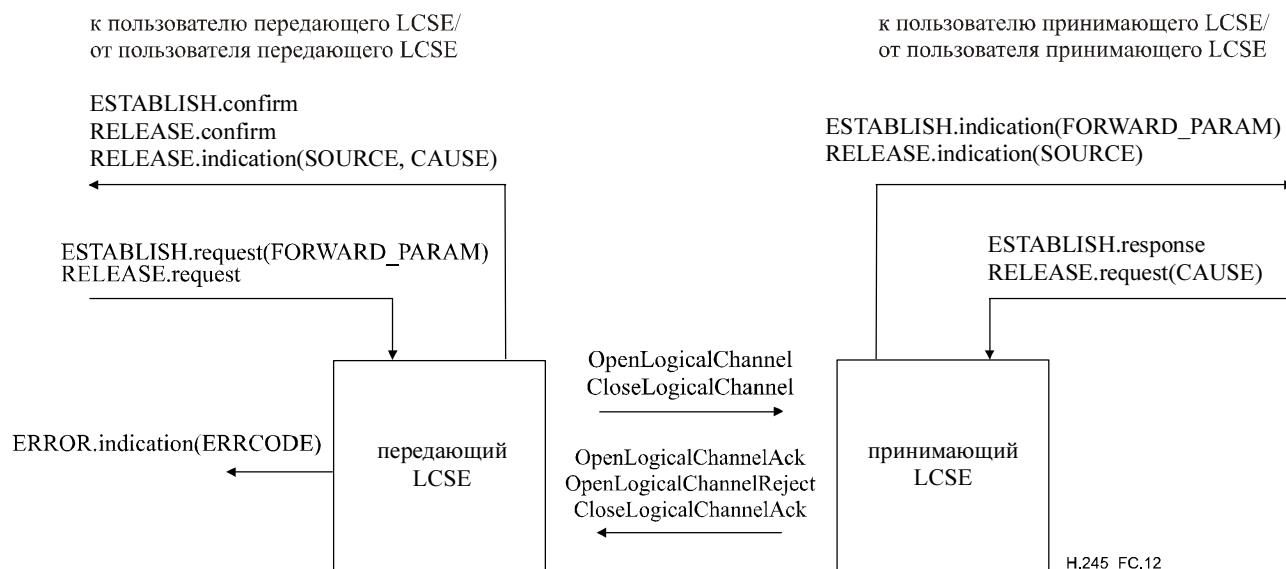 к пользователю передающего LCSE/
от пользователя передающего LCSE
к пользователю принимающего LCSE/
от пользователя принимающего LCSE
ESTABLISH.confirm
RELEASE.confirm
RELEASE.indication(SOURCE, CAUSE)
ESTABLISH.indication(FORWARD_PARAM)
RELEASE.indication(SOURCE)
ESTABLISH.request(FORWARD_PARAM)
RELEASE.request
ESTABLISH.response
RELEASE.request(CAUSE)
OpenLogicalChannel
CloseLogicalChannel
ERROR.indication(ERRCODE)
передающий
LCSE
OpenLogicalChannelAck
OpenLogicalChannelReject
CloseLogicalChannelAck
принимающий
LCSE
H.245_FC.12